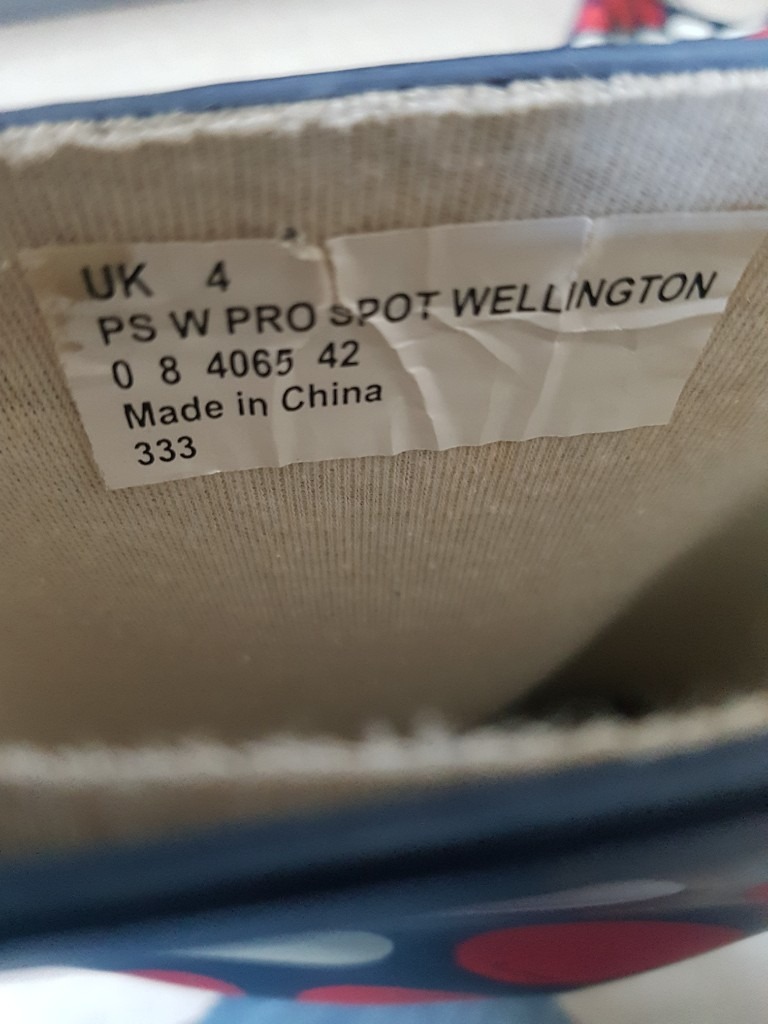 UK 4
PS W PRO SPOT WELLINGTON
0 8 4065 42
Made in China
333